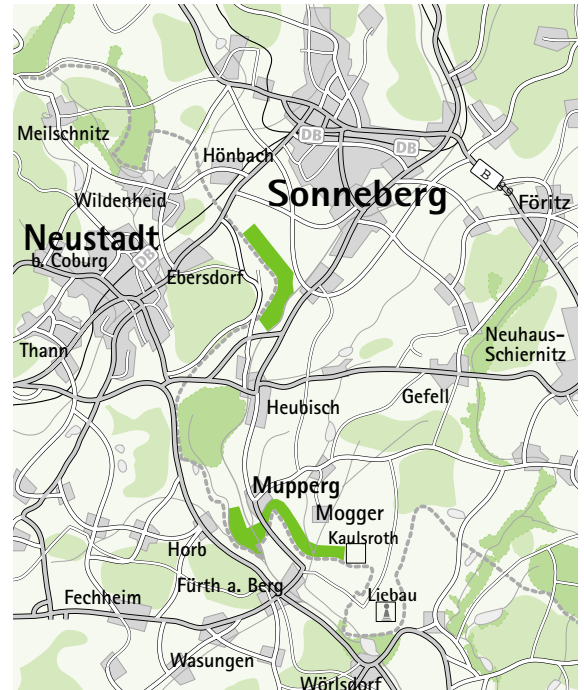 DB
DB
Meilschnitz
Hönbach
Sonneberg
B 89
Wildenheid
Föritz
Neustadt
b. Coburg
DB
Ebersdorf
Thann
Neuhaus-
Schiernitz
Gefell
Heubisch
Mupperg
Mogger
Kaulsroth
Horb
Fürth a. Berg
Liebau
Fechheim
Wasungen
Wörlsdorf